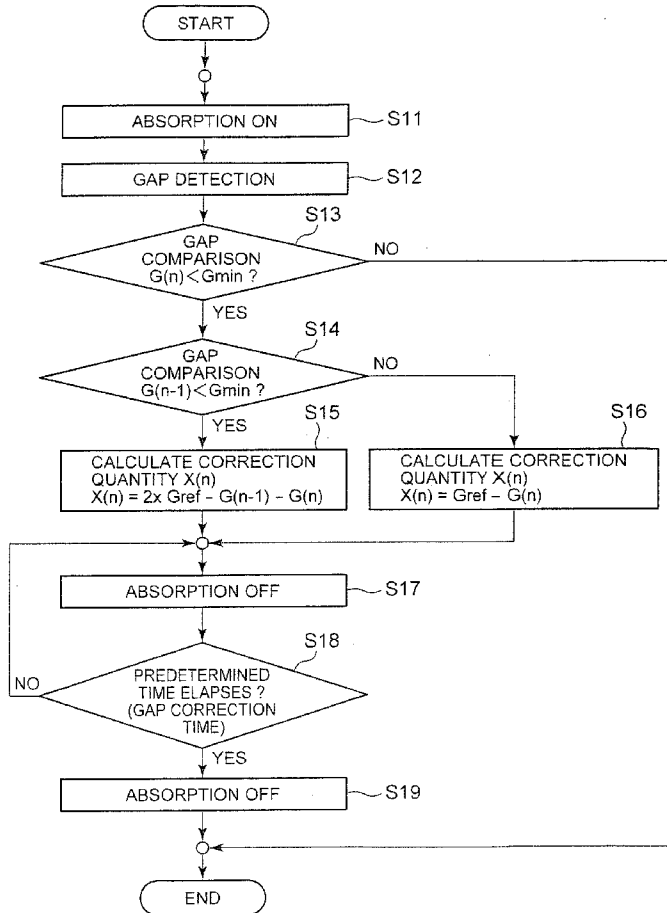 START
ABSORPTION ON
S11
GAP DETECTION
S12
S13
GAP
COMPARISON
G(n)<Gmin ?
NO
YES
S14
GAP
COMPARISON
G(n-1)<Gmin ?
NO
YES
S15
CALCULATE CORRECTION
QUANTITY X(n)
X(n) = 2x Gref – G(n-1) – G(n)
S16
CALCULATE CORRECTION
QUANTITY X(n)
X(n) = Gref – G(n)
ABSORPTION OFF
S17
S18
PREDETERMINED
TIME ELAPSES ?
(GAP CORRECTION
TIME)
NO
YES
ABSORPTION OFF
S19
END